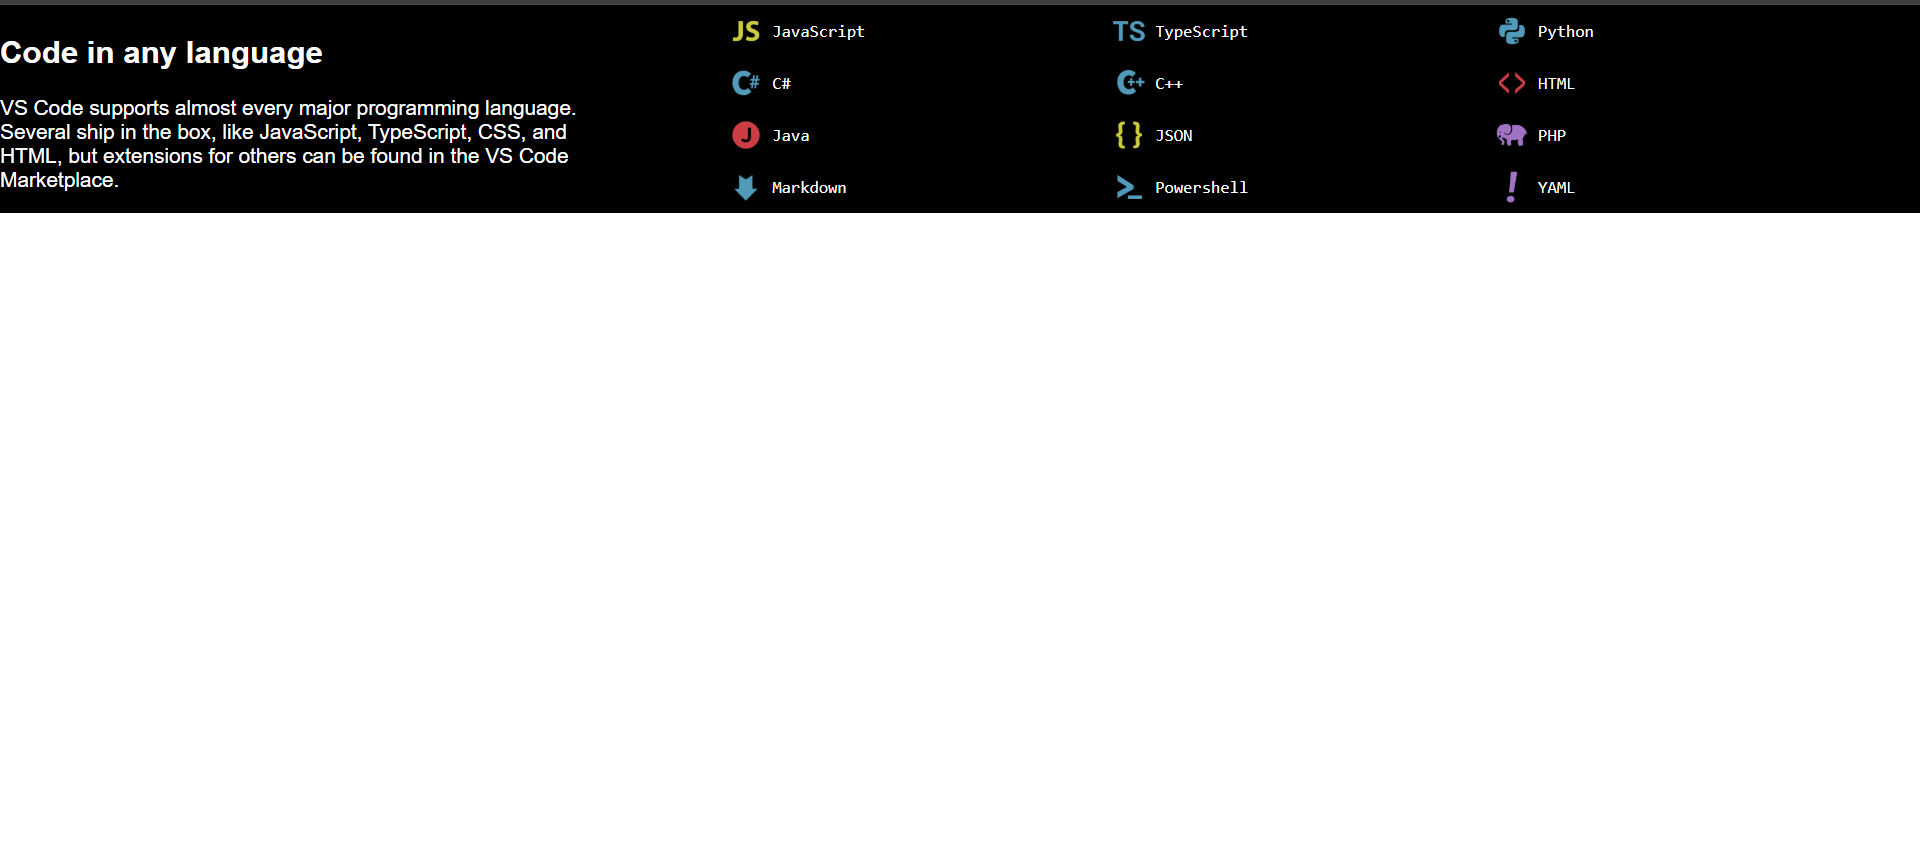 Code in any language
VS Code supports almost every major programming language.
Several ship in the box, like JavaScript, TypeScript, CSS, and
HTML, but extensions for others can be found in the VS Code
Marketplace.
JS JavaScript
TS TypeScript
Python
C# C#
C++ C++
<> HTML
J Java
{ } JSON
PHP
Markdown
>_ Powershell
! YAML